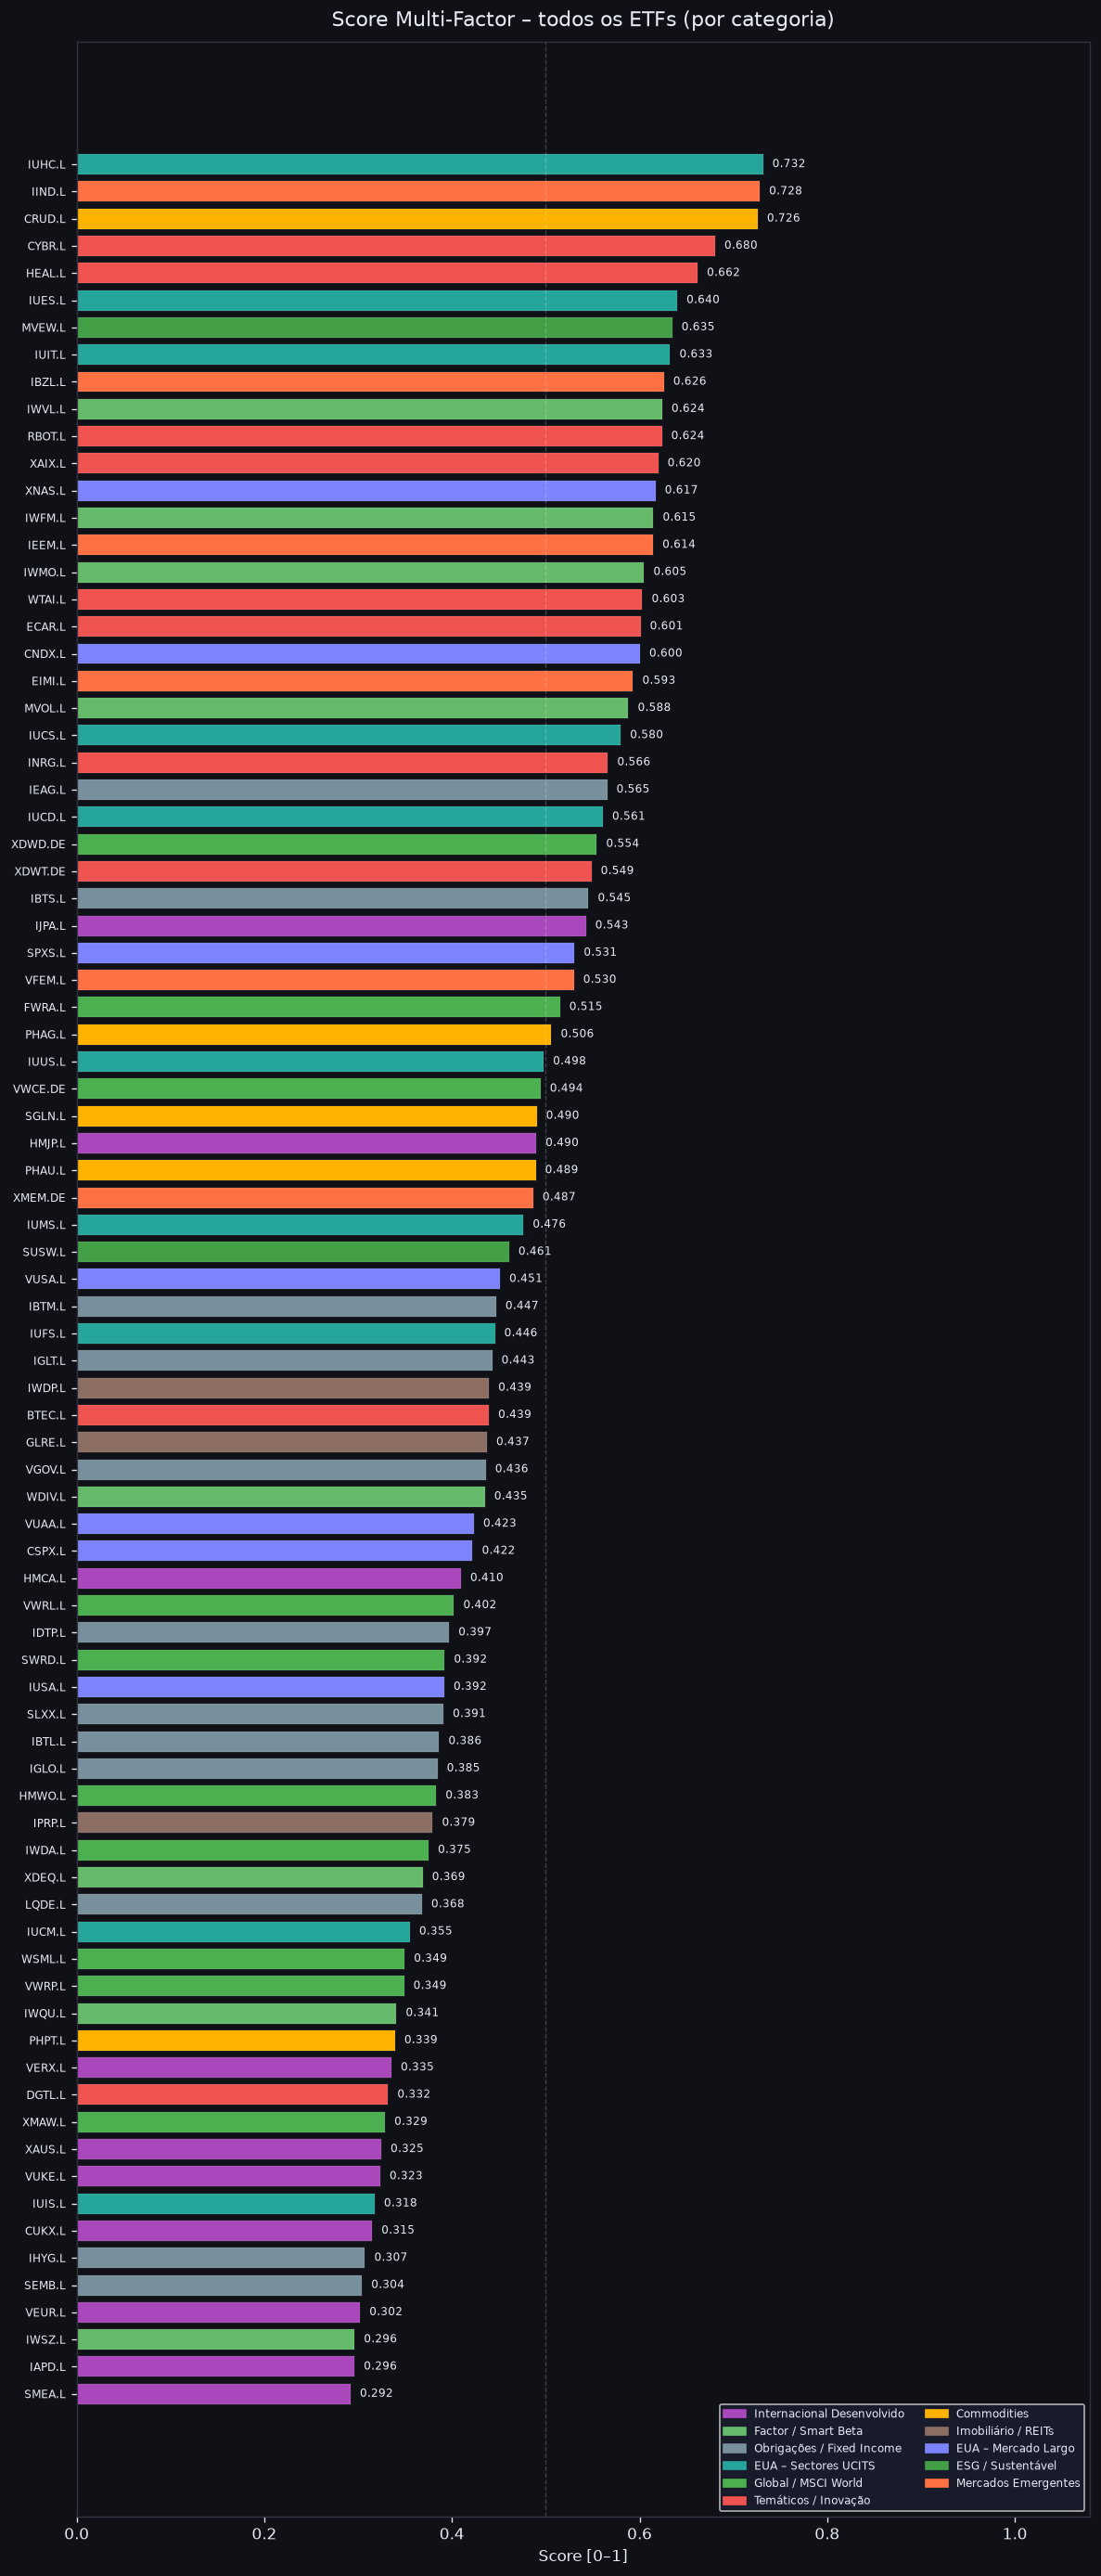 Score Multi-Factor – todos os ETFs (por categoria)
IUHC.L 0.732
IIND.L 0.728
CRUD.L 0.726
CYBR.L 0.680
HEAL.L 0.662
IUES.L 0.640
MVEW.L 0.635
IUIT.L 0.633
IBZL.L 0.626
IWVL.L 0.624
RBOT.L 0.624
XAIX.L 0.620
XNAS.L 0.617
IWFM.L 0.615
IEEM.L 0.614
IWMO.L 0.605
WTAI.L 0.603
ECAR.L 0.601
CNDX.L 0.600
EIMI.L 0.593
MVOL.L 0.588
IUCS.L 0.580
INRG.L 0.566
IEAG.L 0.565
IUCD.L 0.561
XDWD.DE 0.554
XDWT.DE 0.549
IBTS.L 0.545
IJPA.L 0.543
SPXS.L 0.531
VFEM.L 0.530
FWRA.L 0.515
PHAG.L 0.506
IUUS.L 0.498
VWCE.DE 0.494
SGLN.L 0.490
HMJP.L 0.490
PHAU.L 0.489
XMEM.DE 0.487
IUMS.L 0.476
SUSW.L 0.461
VUSA.L 0.451
IBTM.L 0.447
IUFS.L 0.446
IGLT.L 0.443
IWDP.L 0.439
BTEC.L 0.439
GLRE.L 0.437
VGOV.L 0.436
WDIV.L 0.435
VUAA.L 0.423
CSPX.L 0.422
HMCA.L 0.410
VWRL.L 0.402
IDTP.L 0.397
SWRD.L 0.392
IUSA.L 0.392
SLXX.L 0.391
IBTL.L 0.386
IGLO.L 0.385
HMWO.L 0.383
IPRP.L 0.379
IWDA.L 0.375
XDEQ.L 0.369
LQDE.L 0.368
IUCM.L 0.355
WSML.L 0.349
VWRP.L 0.349
IWQU.L 0.341
PHPT.L 0.339
VERX.L 0.335
DGTL.L 0.332
XMAW.L 0.329
XAUS.L 0.325
VUKE.L 0.323
IUIS.L 0.318
CUKX.L 0.315
IHYG.L 0.307
SEMB.L 0.304
VEUR.L 0.302
IWSZ.L 0.296
IAPD.L 0.296
SMEA.L 0.292
Internacional Desenvolvido
Factor / Smart Beta
Obrigações / Fixed Income
EUA – Sectores UCITS
Global / MSCI World
Temáticos / Inovação
Commodities
Imobiliário / REITs
EUA – Mercado Largo
ESG / Sustentável
Mercados Emergentes
0.0 0.2 0.4 0.6 0.8 1.0
Score [0–1]